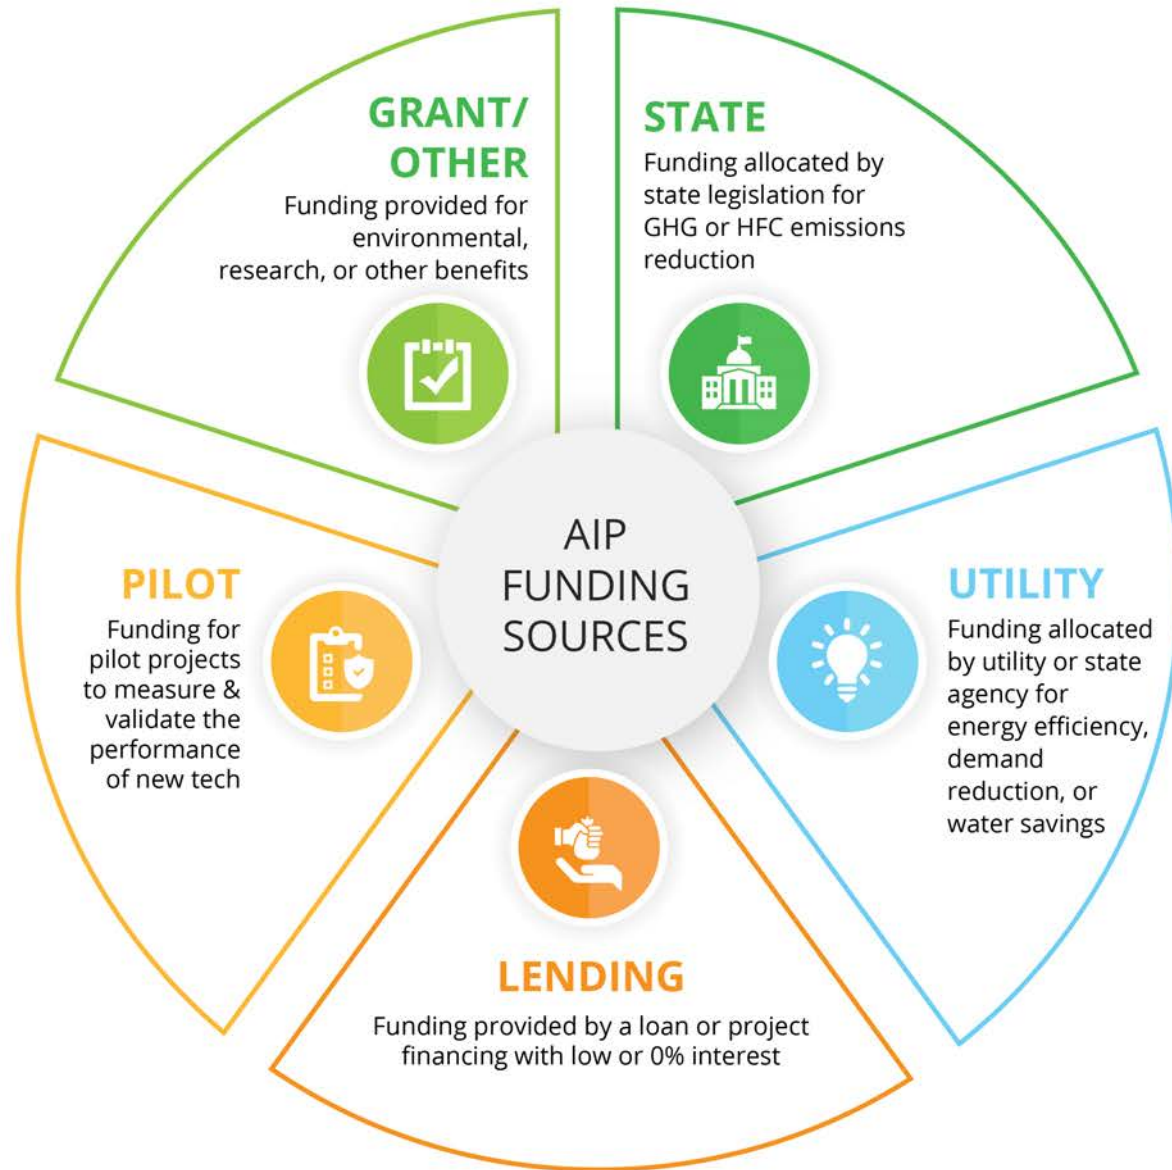 GRANT/
OTHER
Funding provided for
environmental,
research, or other benefits
STATE
Funding allocated by
state legislation for
GHG or HFC emissions
reduction
AIP
FUNDING
SOURCES
PILOT
Funding for
pilot projects
to measure &
validate the
performance
of new tech
UTILITY
Funding allocated
by utility or state
agency for
energy efficiency,
demand
reduction, or
water savings
LENDING
Funding provided by a loan or project
financing with low or 0% interest